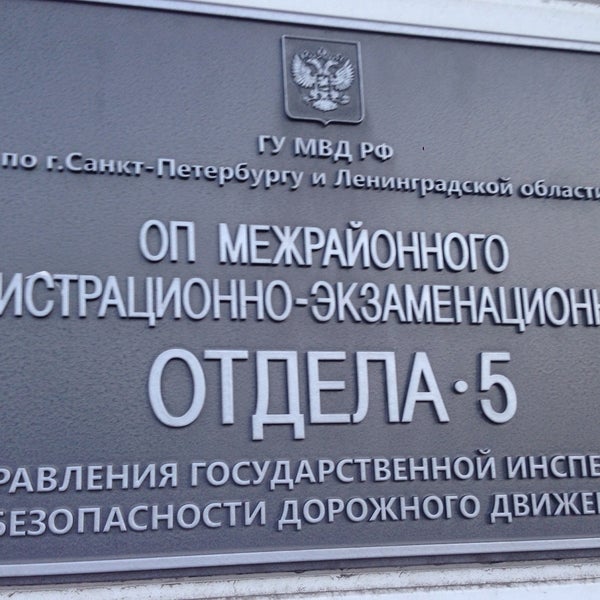 ГУ МВД РФ
по г.Санкт-Петербургу и Ленинградской области
ОП МЕЖРАЙОННОГО
ИСТРАЦИОННО-ЭКЗАМЕНАЦИОНН
ОТДЕЛА·5
РАВЛЕНИЯ ГОСУДАРСТВЕННОЙ ИНСПЕ
БЕЗОПАСНОСТИ ДОРОЖНОГО ДВИЖЕ